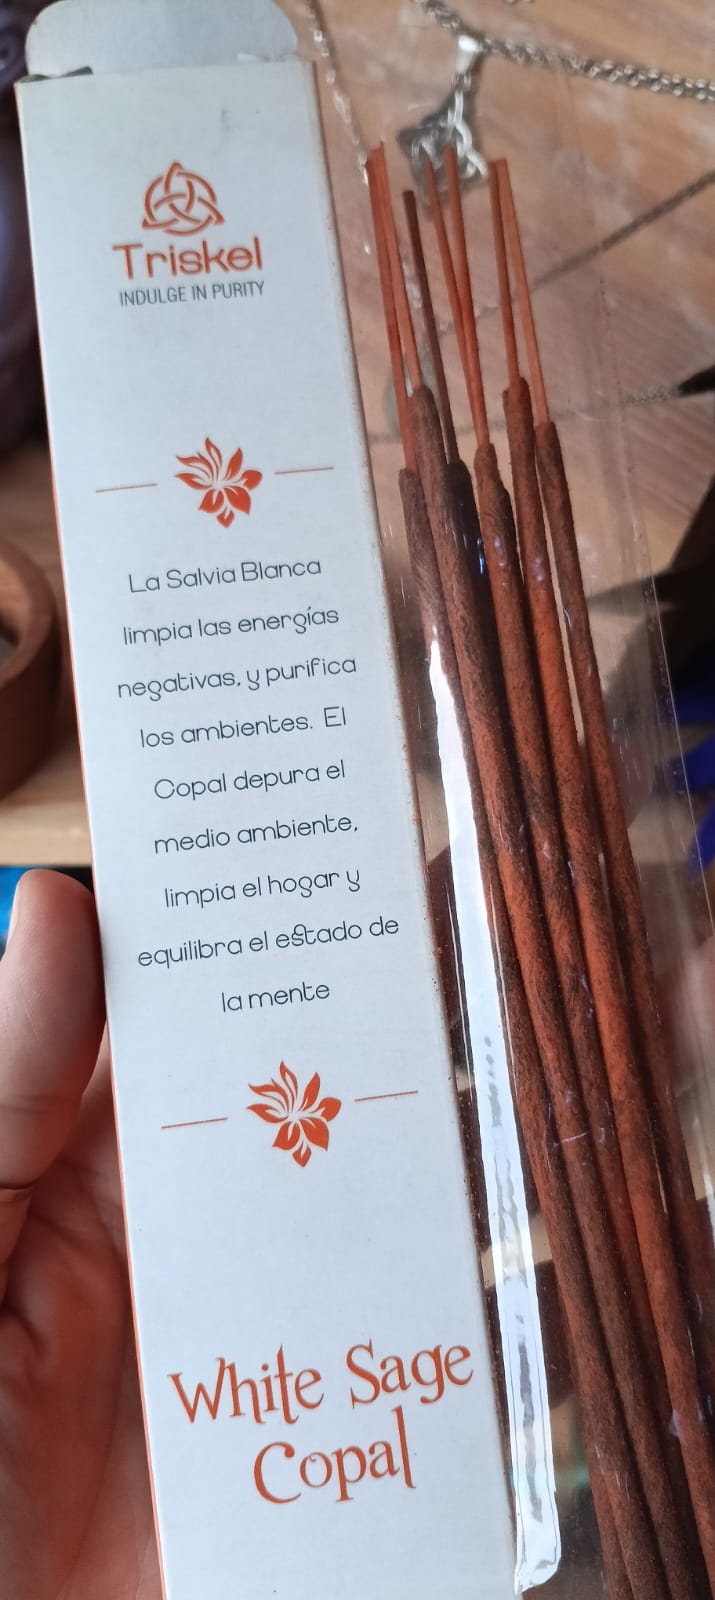 Triskel
INDULGE IN PURITY
La Salvia Blanca
limpia las energías
negativas, y purifica
los ambientes. El
Copal depura el
medio ambiente,
limpia el hogar y
equilibra el estado de
la mente
White Sage
Copal